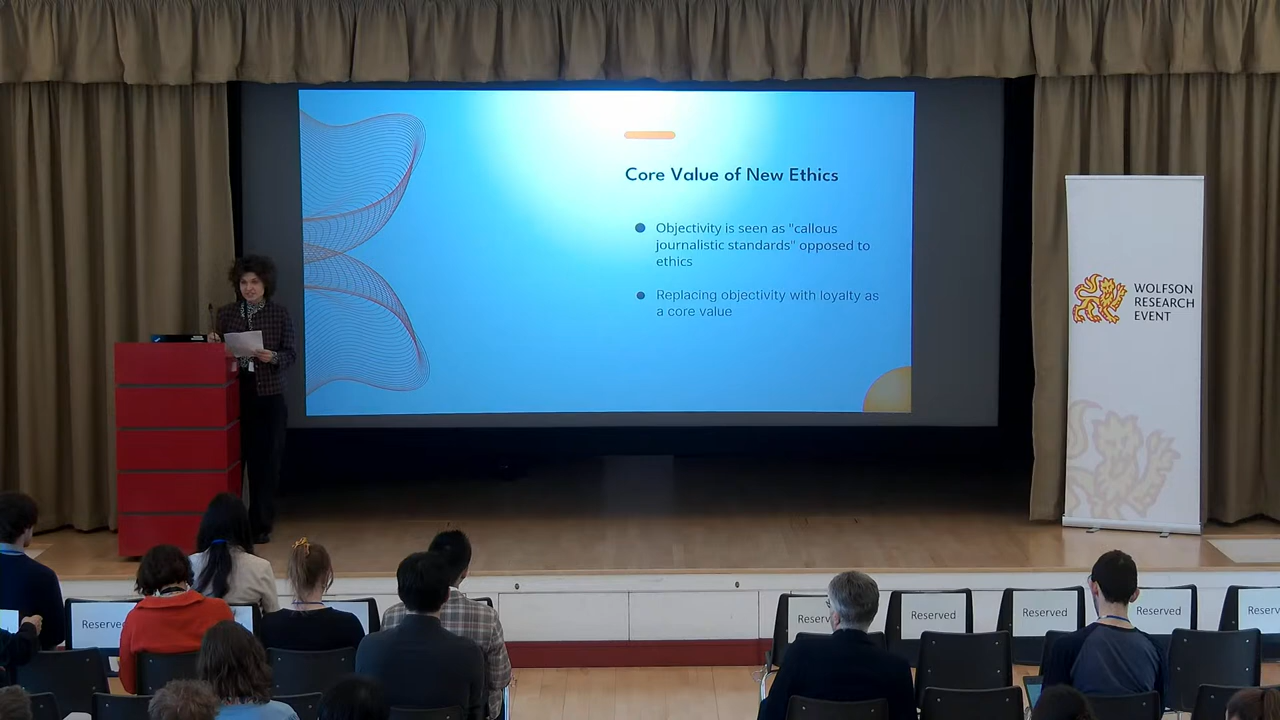 Core Value of New Ethics
Objectivity is seen as "callous
journalistic standards" opposed to
ethics
Replacing objectivity with loyalty as
a core value
WOLFSON
RESEARCH
EVENT
Reserved
Reserved
Reserved